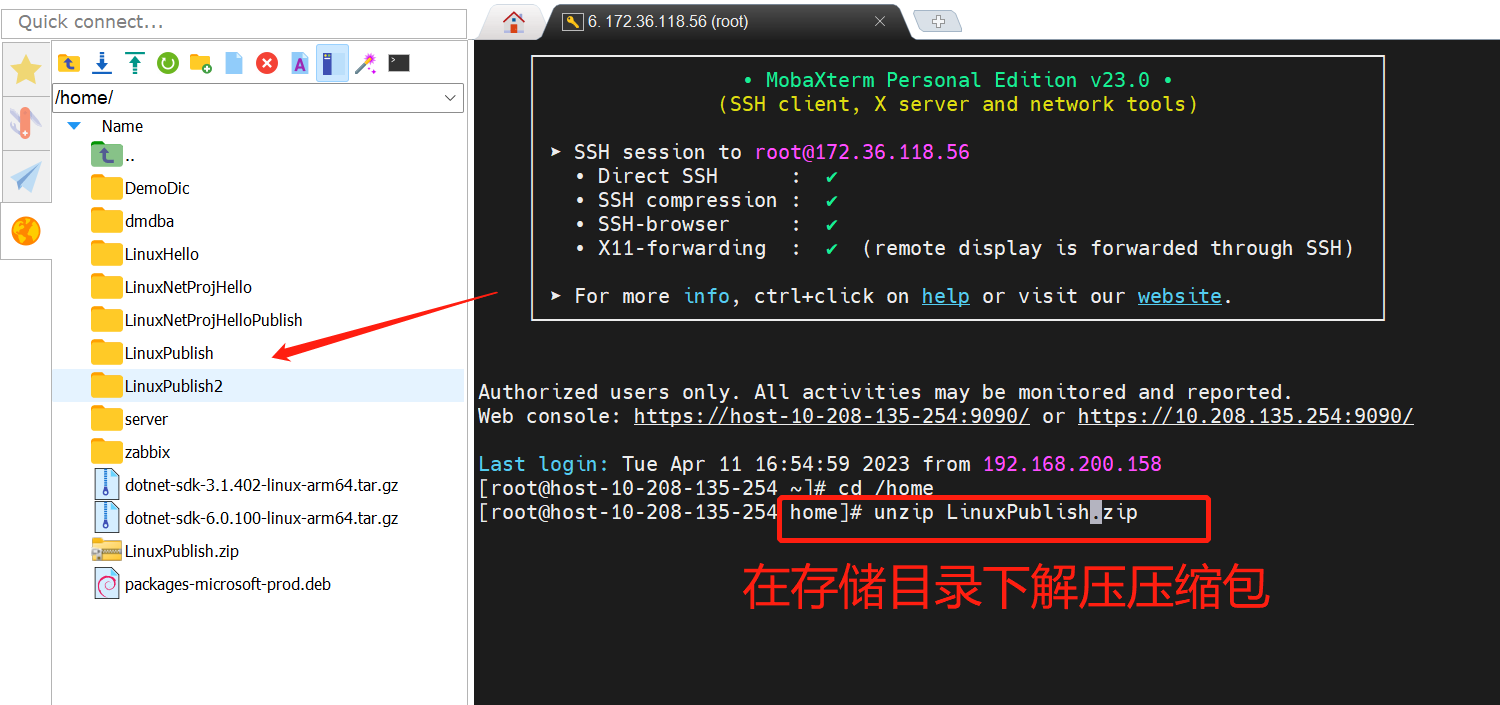 Quick connect...
6. 172.36.118.56 (root)
/home/
Name
..
DemoDic
dmdba
LinuxHello
LinuxNetProjHello
LinuxNetProjHelloPublish
LinuxPublish
LinuxPublish2
server
zabbix
dotnet-sdk-3.1.402-linux-arm64.tar.gz
dotnet-sdk-6.0.100-linux-arm64.tar.gz
LinuxPublish.zip
packages-microsoft-prod.deb
• MobaXterm Personal Edition v23.0 •
(SSH client, X server and network tools)
➤ SSH session to root@172.36.118.56
• Direct SSH : ✔
• SSH compression : ✔
• SSH-browser : ✔
• X11-forwarding : ✔ (remote display is forwarded through SSH)
➤ For more info, ctrl+click on help or visit our website.
Authorized users only. All activities may be monitored and reported.
Web console: https://host-10-208-135-254:9090/ or https://10.208.135.254:9090/
Last login: Tue Apr 11 16:54:59 2023 from 192.168.200.158
[root@host-10-208-135-254 ~]# cd /home
[root@host-10-208-135-254 home]# unzip LinuxPublish.zip
在存储目录下解压压缩包